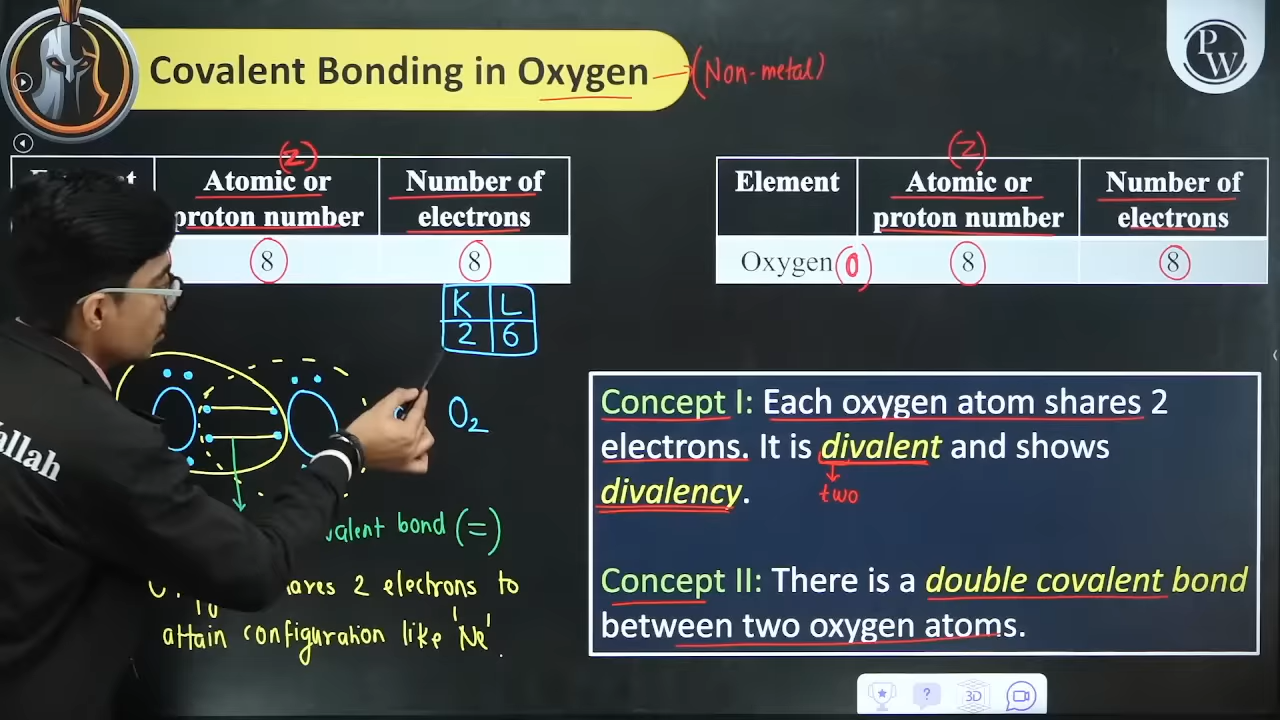 Covalent Bonding in Oxygen (Non-metal)
PW
(Z)
Atomic or
proton number
Number of
electrons
8 8
K L
2 6
(Z)
Element
Atomic or
proton number
Number of
electrons
Oxygen (O) 8 8
O₂
bond (=)
2 electrons to
attain configuration like 'Ne'.
allah
Concept I: Each oxygen atom shares 2
electrons. It is divalent and shows
two
divalency.
Concept II: There is a double covalent bond
between two oxygen atoms.
3D